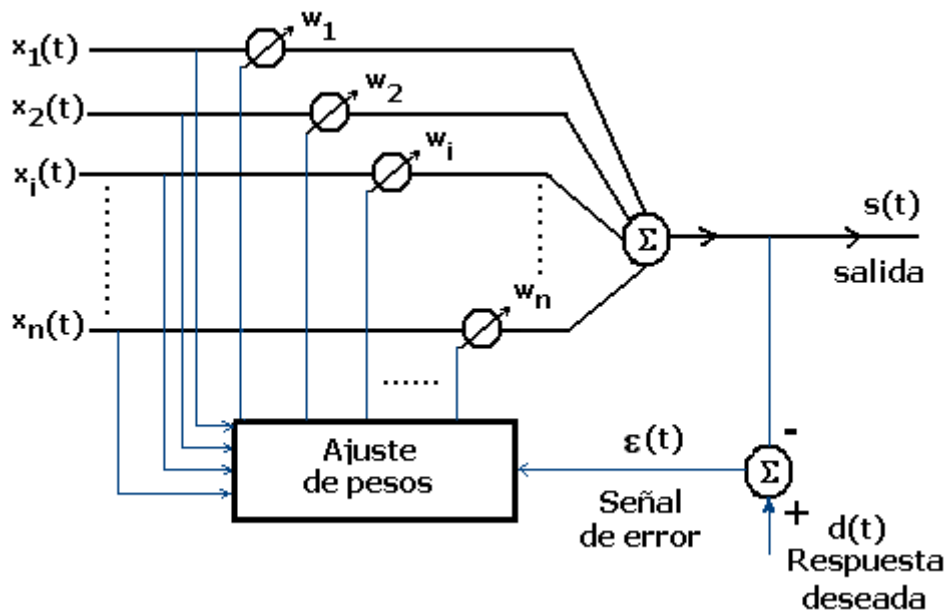 x1(t)
w1
x2(t)
w2
xi(t)
wi
Σ
s(t)
salida
xn(t)
wn
Ajuste
de pesos
ε(t)
Señal
de error
-
Σ
+
d(t)
Respuesta
deseada